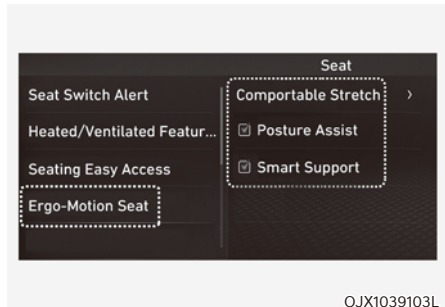 Seat
Seat Switch Alert
Heated/Ventilated Featur...
Seating Easy Access
Ergo-Motion Seat
Comportable Stretch >
Posture Assist
Smart Support
OJX1039103L